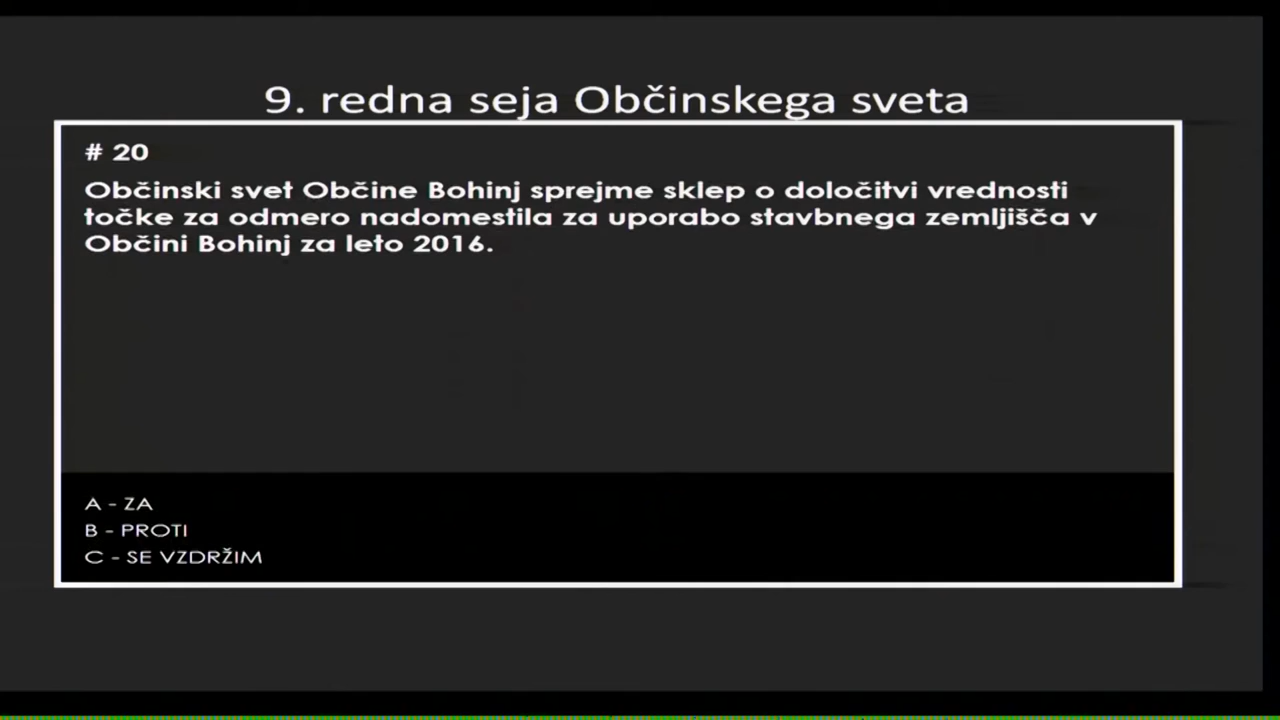 9. redna seja Občinskega sveta
# 20
Občinski svet Občine Bohinj sprejme sklep o določitvi vrednosti
točke za odmero nadomestila za uporabo stavbnega zemljišča v
Občini Bohinj za leto 2016.
A - ZA
B - PROTI
C - SE VZDRŽIM